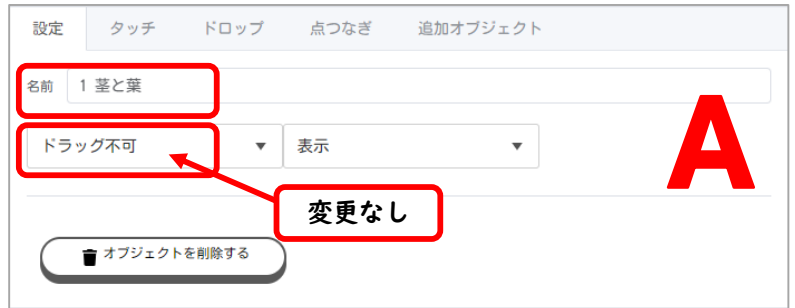 設定 タッチ ドロップ 点つなぎ 追加オブジェクト
名前 1 茎と葉
A
ドラッグ不可 表示
変更なし
オブジェクトを削除する